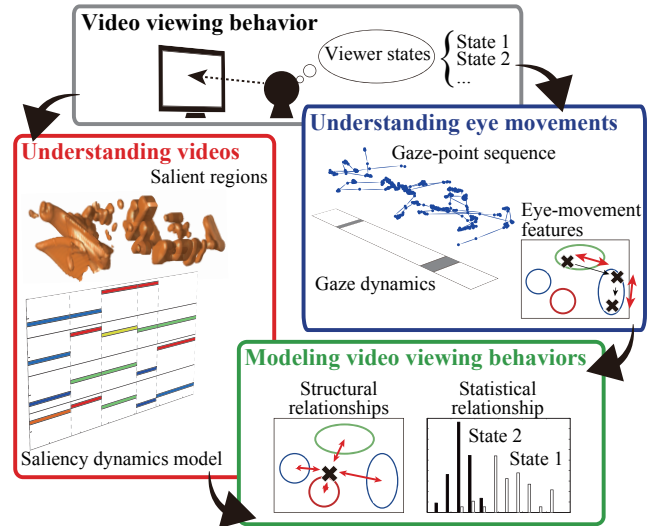 Video viewing behavior
Viewer states
State 1
State 2
...
Understanding eye movements
Gaze-point sequence
Eye-movement
features
Gaze dynamics
Understanding videos
Salient regions
Saliency dynamics model
Modeling video viewing behaviors
Structural
relationships
Statistical
relationship
State 2
State 1